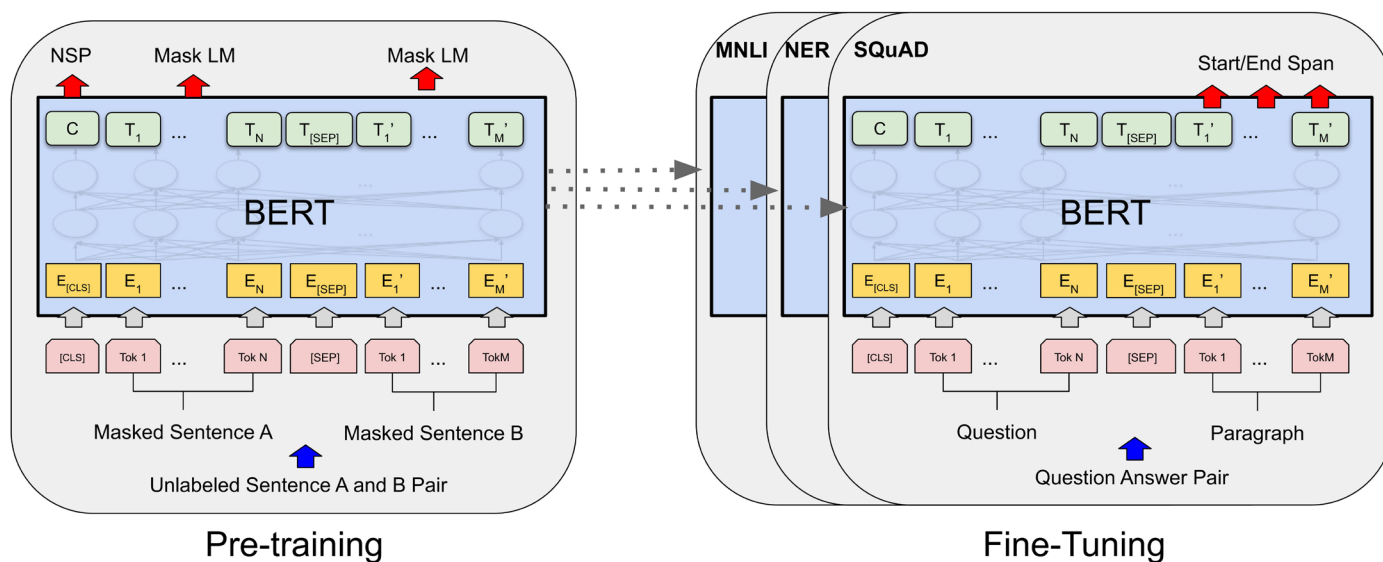 NSP Mask LM Mask LM
C T1 ... TN T[SEP] T1’ ... TM’
...
BERT
...
E[CLS] E1 ... EN E[SEP] E1’ ... EM’
[CLS] Tok 1 ... Tok N [SEP] Tok 1 ... TokM
Masked Sentence A Masked Sentence B
Unlabeled Sentence A and B Pair
Pre-training
MNLI NER SQuAD
Start/End Span
C T1 ... TN T[SEP] T1’ ... TM’
...
BERT
...
E[CLS] E1 ... EN E[SEP] E1’ ... EM’
[CLS] Tok 1 ... Tok N [SEP] Tok 1 ... TokM
Question Paragraph
Question Answer Pair
Fine-Tuning